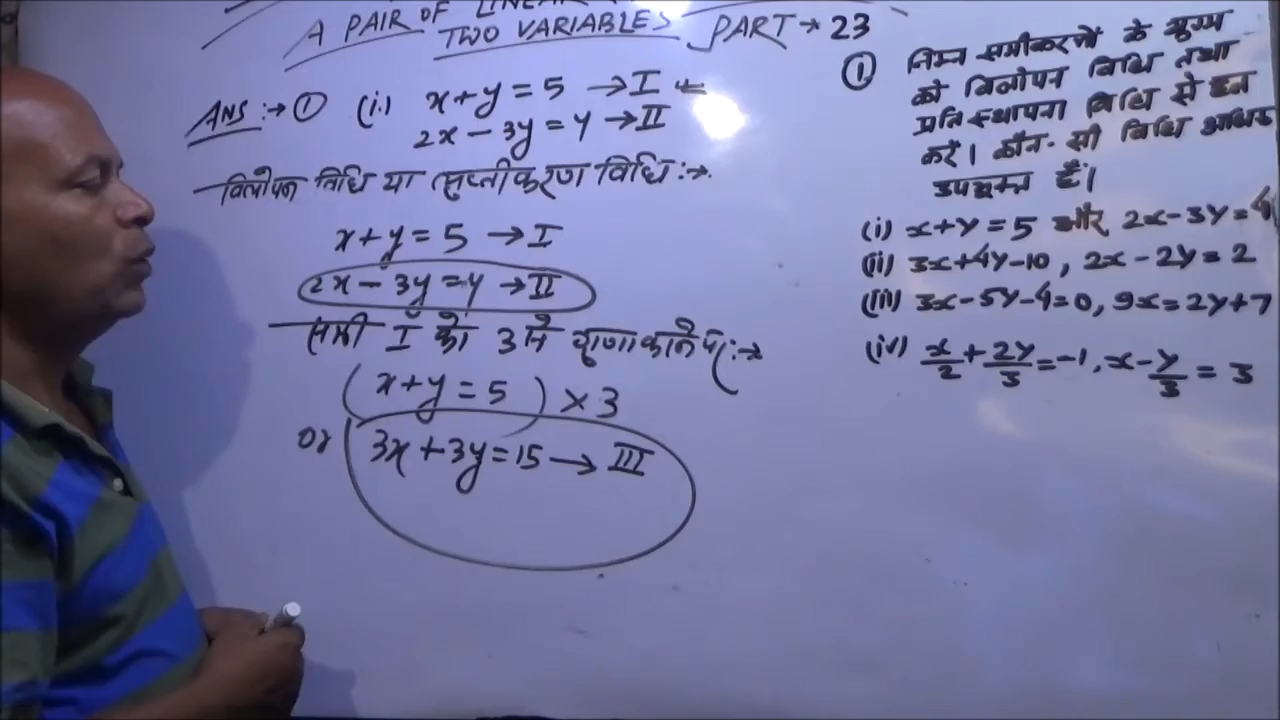 A PAIR OF LINEAR
TWO VARIABLES PART → 23
ANS :→ ① (i.) x+y=5 →I
2x-3y=4 →II
विलोपन विधि या लुप्तीकरण विधि :→
x+y=5 →I
2x-3y=4 →II
समी I को 3 से गुणा करने पर :→
(x+y=5) ×3
or 3x+3y=15 → III
① निम्न समीकरणों के युग्म
को विलोपन विधि तथा
प्रतिस्थापना विधि से हल
करें। कौन-सी विधि अधिक
उपयुक्त है।
(i) x+y=5 और 2x-3y=4
(ii) 3x+4y-10, 2x-2y=2
(iii) 3x-5y-4=0, 9x=2y+7
(iv) x/2+2y/3=-1, x-y/3=3